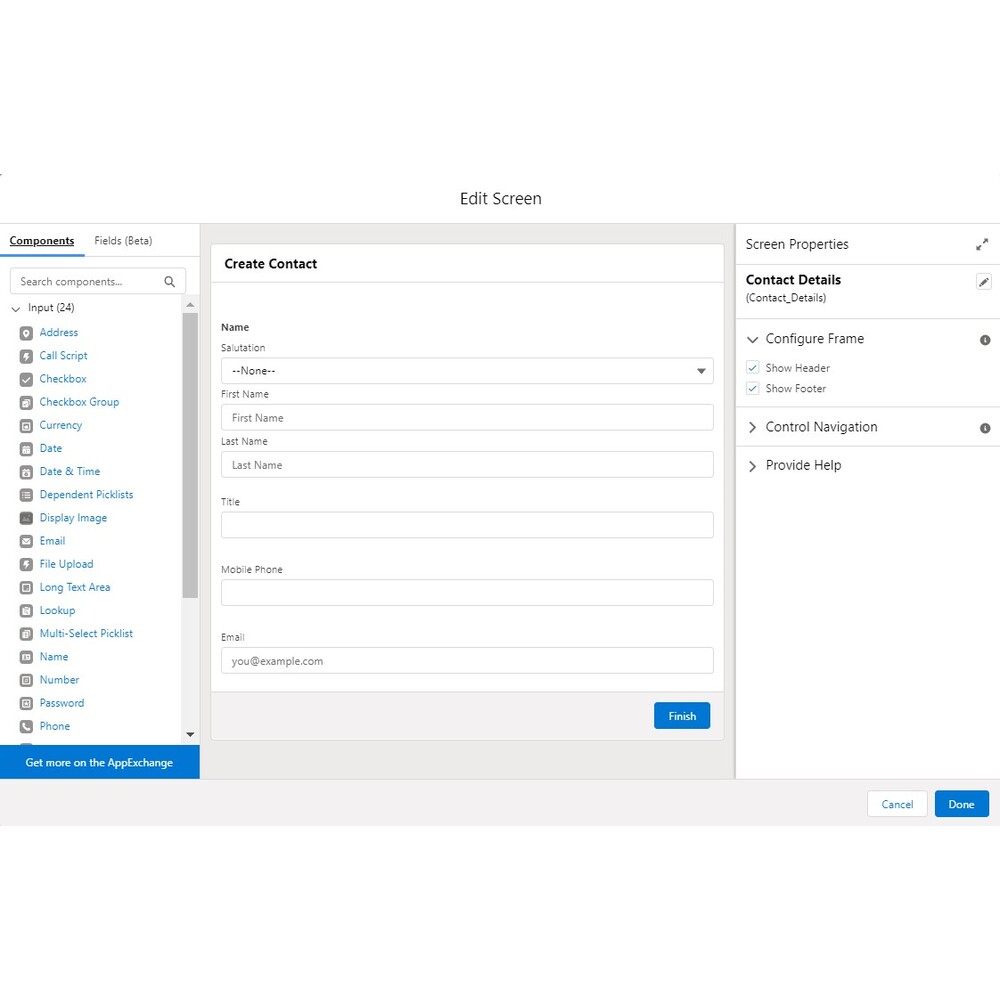 Edit Screen
Components Fields (Beta)
Search components...
Input (24)
Address
Call Script
Checkbox
Checkbox Group
Currency
Date
Date & Time
Dependent Picklists
Display Image
Email
File Upload
Long Text Area
Lookup
Multi-Select Picklist
Name
Number
Password
Phone
Get more on the AppExchange
Create Contact
Name
Salutation
--None--
First Name
First Name
Last Name
Last Name
Title
Mobile Phone
Email
you@example.com
Finish
Screen Properties
Contact Details
(Contact_Details)
Configure Frame
Show Header
Show Footer
Control Navigation
Provide Help
Cancel Done